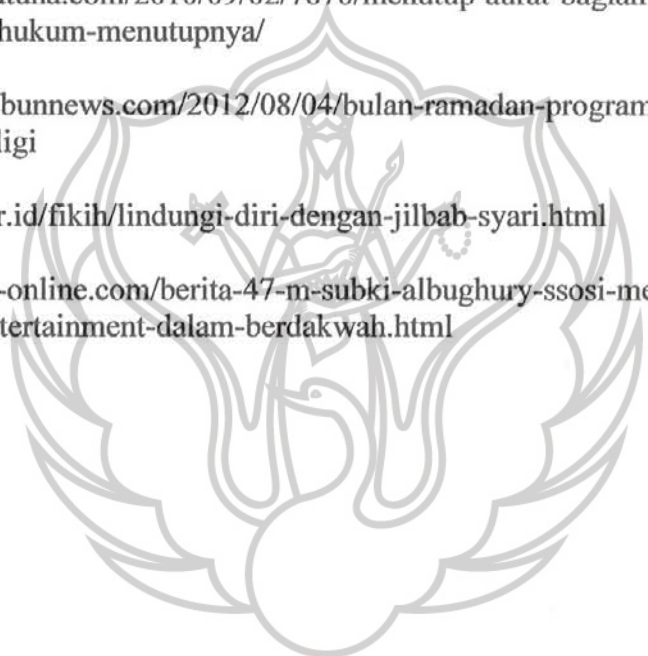 hukum-menutupnya/
bunnews.com/2012/08/04/bulan-ramadan-program
ligi
r.id/fikih/lindungi-diri-dengan-jilbab-syari.html
-online.com/berita-47-m-subki-albughury-ssosi-me
tertainment-dalam-berdakwah.html